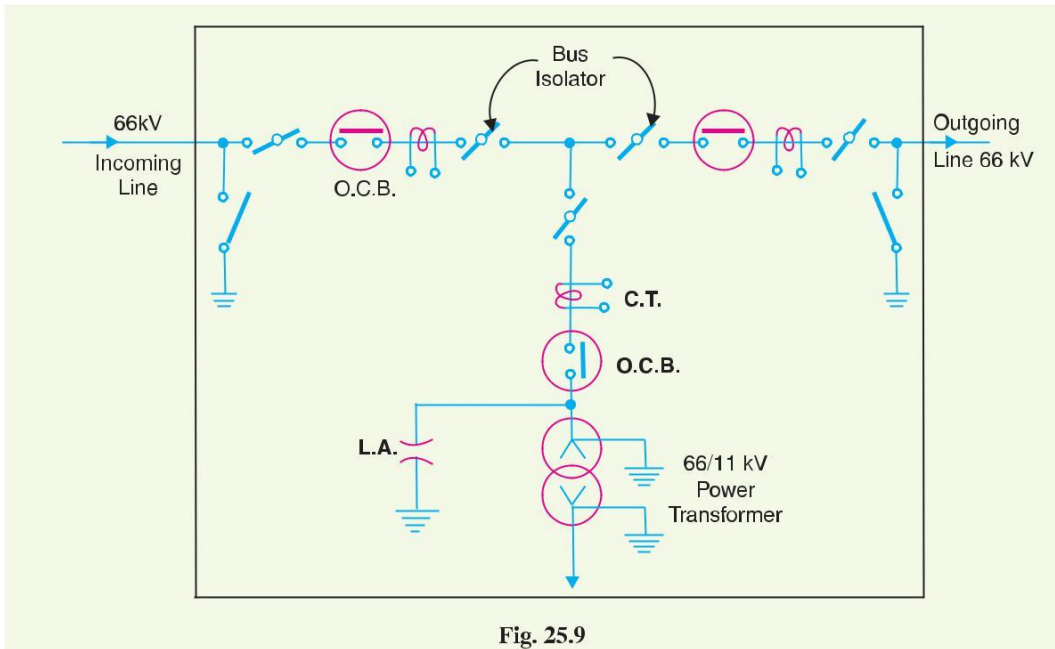 Bus
Isolator
66kV
Incoming
Line
O.C.B.
Outgoing
Line 66 kV
C.T.
O.C.B.
L.A.
66/11 kV
Power
Transformer
Fig. 25.9